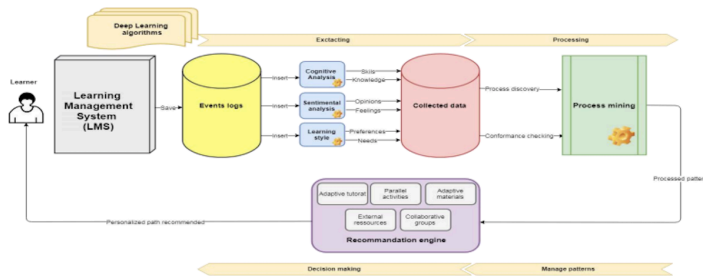 Deep Learning
algorithms
Exctacting
Processing
Learner
Learning
Management
System
(LMS)
Save
Events logs
Insert
Insert
Insert
Cognitive
Analysis
Sentimental
analysis
Learning
style
Skils
Knowledge
Opinions
Feelings
Preferences
Needs
Collected data
Process discovery
Conformance checking
Process mining
Processed patter
Adaptive tutorat
Parallel
activities
Adaptive
materials
External
ressources
Collaborative
groups
Recommandation engine
Personalized path recommended
Decision making
Manage patterns